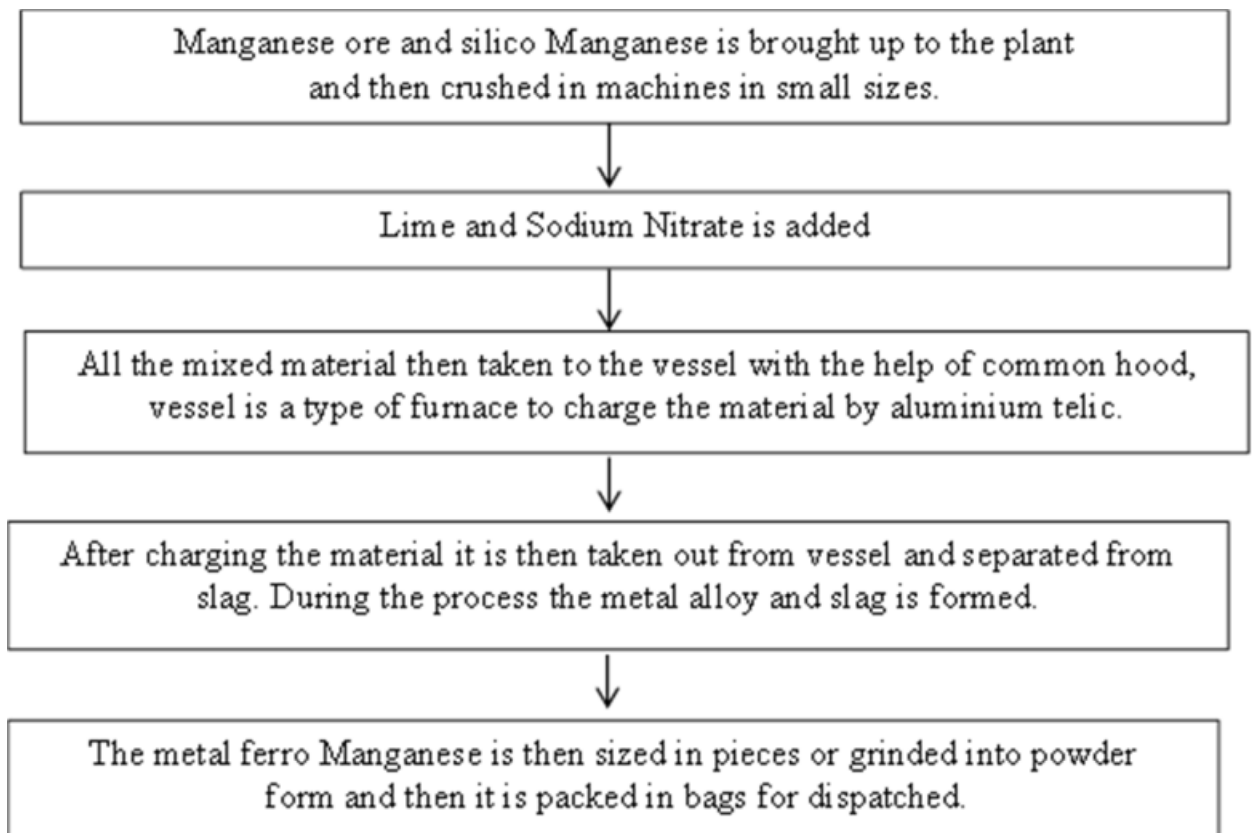 Manganese ore and silico Manganese is brought up to the plant
and then crushed in machines in small sizes.
Lime and Sodium Nitrate is added
All the mixed material then taken to the vessel with the help of common hood,
vessel is a type of furnace to charge the material by aluminium telic.
After charging the material it is then taken out from vessel and separated from
slag. During the process the metal alloy and slag is formed.
The metal ferro Manganese is then sized in pieces or grinded into powder
form and then it is packed in bags for dispatched.